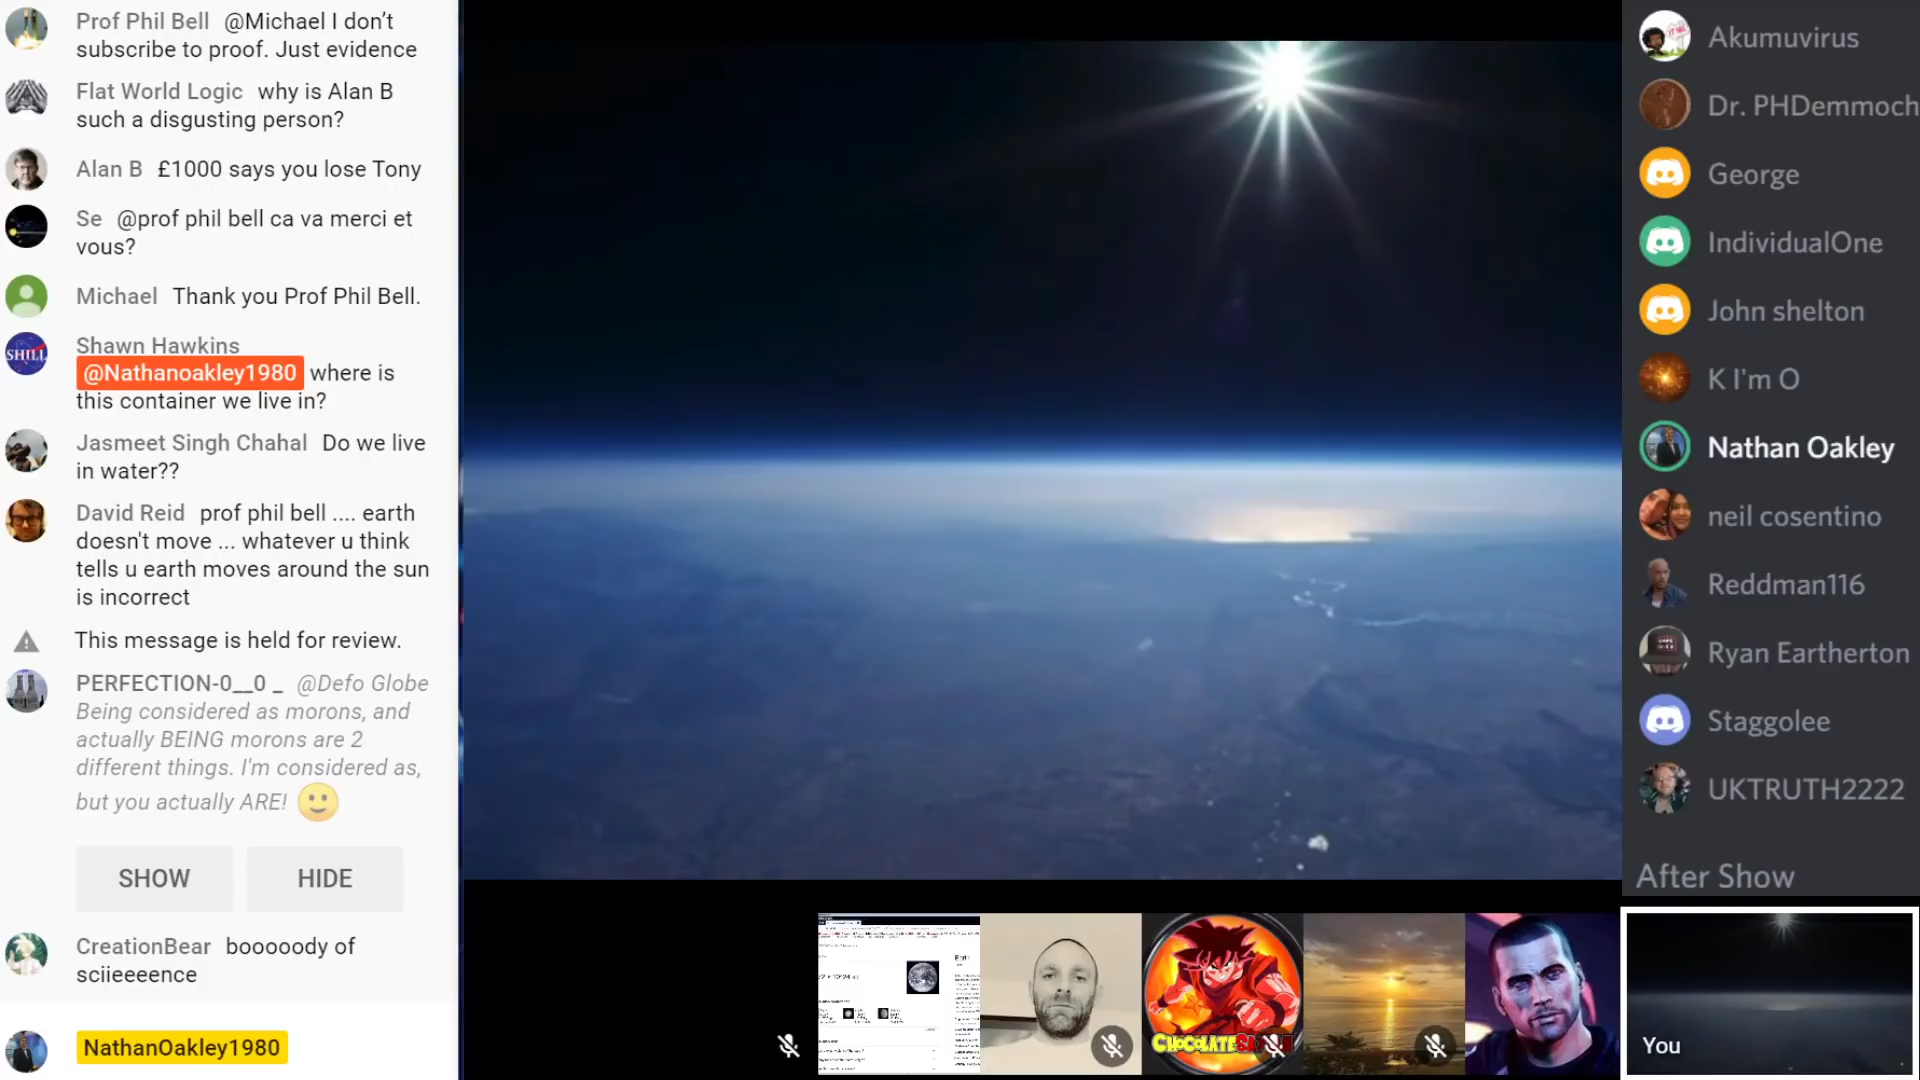 Prof Phil Bell @Michael I don't
subscribe to proof. Just evidence
Flat World Logic why is Alan B
such a disgusting person?
Alan B £1000 says you lose Tony
Se @prof phil bell ca va merci et
vous?
Michael Thank you Prof Phil Bell.
SHILL
Shawn Hawkins
@Nathanoakley1980 where is
this container we live in?
Jasmeet Singh Chahal Do we live
in water??
David Reid prof phil bell .... earth
doesn't move ... whatever u think
tells u earth moves around the sun
is incorrect
This message is held for review.
PERFECTION-0__0 _ @Defo Globe
Being considered as morons, and
actually BEING morons are 2
different things. I'm considered as,
but you actually ARE!
SHOW HIDE
CreationBear booooody of
sciieeeence
NathanOakley1980
You
Akumuvirus
Dr. PHDemmoch
George
IndividualOne
John shelton
K I'm O
Nathan Oakley
neil cosentino
Reddman116
Ryan Eartherton
Staggolee
UKTRUTH2222
After Show